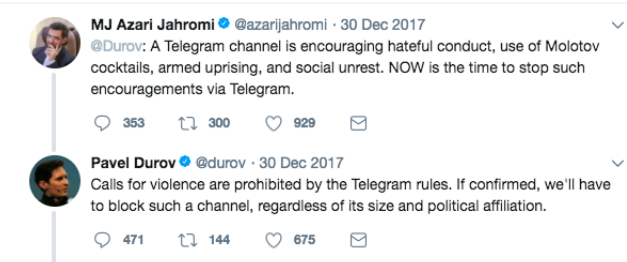 MJ Azari Jahromi @azarijahromi · 30 Dec 2017
@Durov: A Telegram channel is encouraging hateful conduct, use of Molotov
cocktails, armed uprising, and social unrest. NOW is the time to stop such
encouragements via Telegram.
353 300 929
Pavel Durov @durov · 30 Dec 2017
Calls for violence are prohibited by the Telegram rules. If confirmed, we'll have
to block such a channel, regardless of its size and political affiliation.
471 144 675